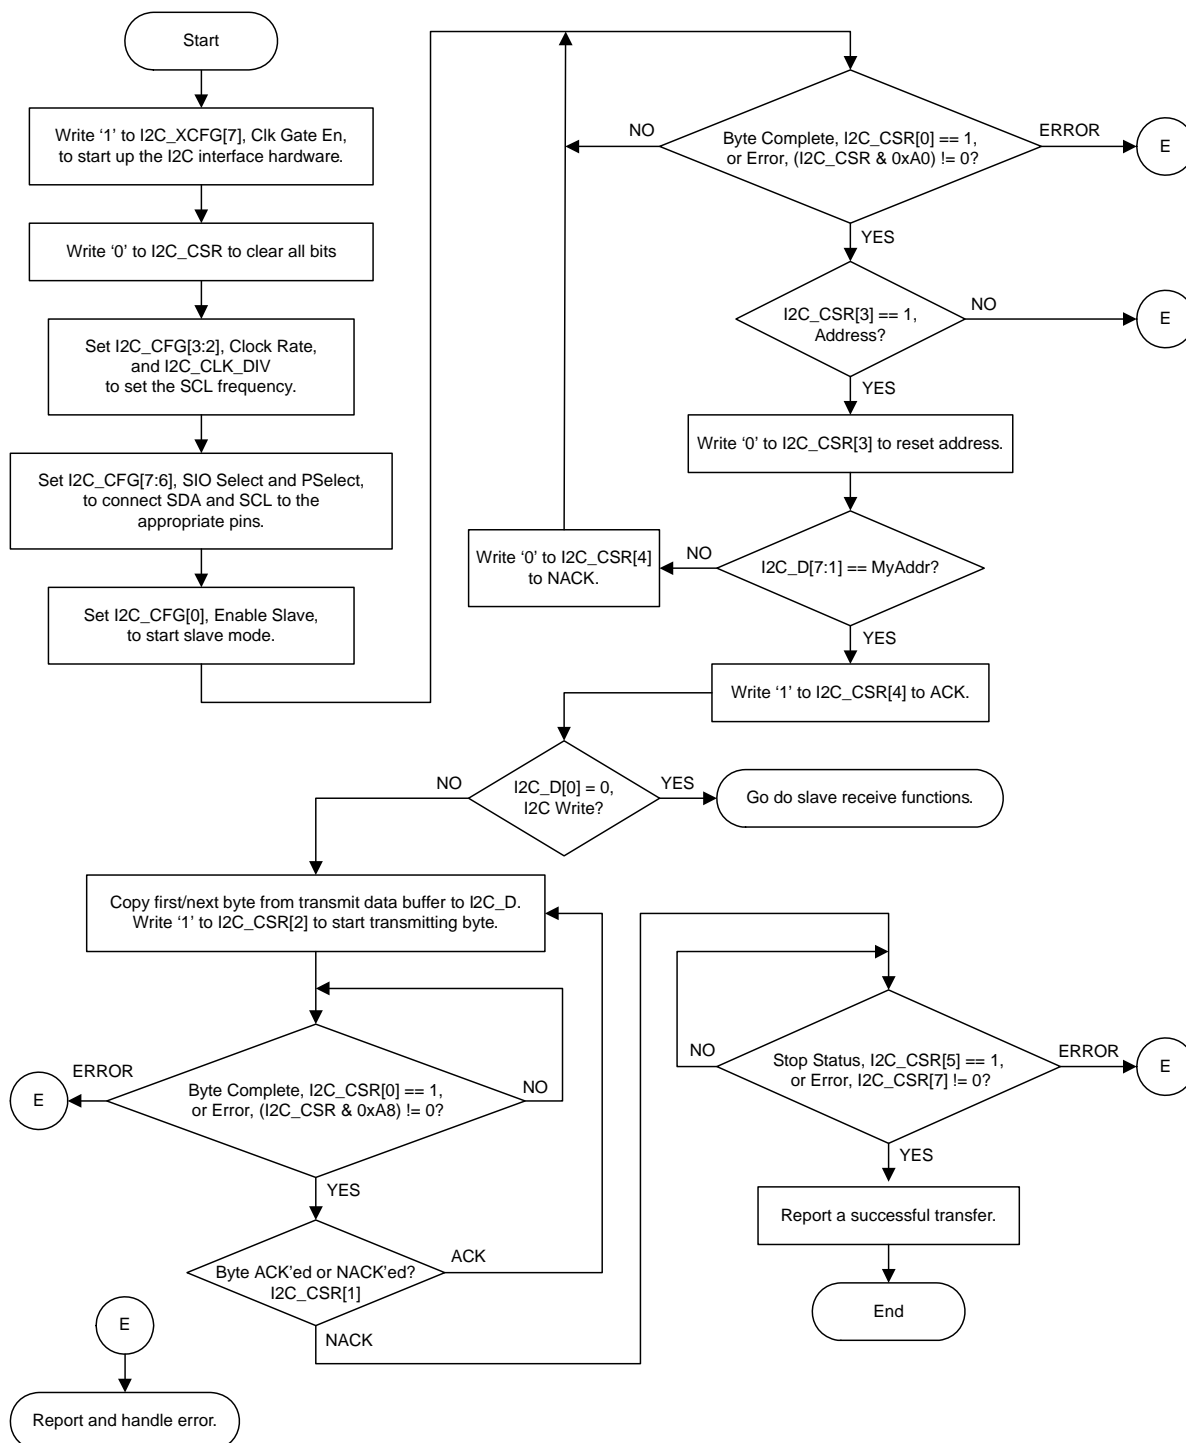 Start
Write ‘1’ to I2C_XCFG[7], Clk Gate En,
to start up the I2C interface hardware.
Write ‘0’ to I2C_CSR to clear all bits
Set I2C_CFG[3:2], Clock Rate,
and I2C_CLK_DIV
to set the SCL frequency.
Set I2C_CFG[7:6], SIO Select and PSelect,
to connect SDA and SCL to the
appropriate pins.
Set I2C_CFG[0], Enable Slave,
to start slave mode.
Byte Complete, I2C_CSR[0] == 1,
or Error, (I2C_CSR & 0xA0) != 0?
NO
ERROR
E
YES
I2C_CSR[3] == 1,
Address?
NO
E
YES
Write ‘0’ to I2C_CSR[3] to reset address.
I2C_D[7:1] == MyAddr?
NO
Write ‘0’ to I2C_CSR[4]
to NACK.
YES
Write ‘1’ to I2C_CSR[4] to ACK.
I2C_D[0] = 0,
I2C Write?
NO
YES
Go do slave receive functions.
Copy first/next byte from transmit data buffer to I2C_D.
Write ‘1’ to I2C_CSR[2] to start transmitting byte.
Byte Complete, I2C_CSR[0] == 1,
or Error, (I2C_CSR & 0xA8) != 0?
ERROR
E
NO
YES
Byte ACK’ed or NACK’ed?
I2C_CSR[1]
ACK
NACK
Stop Status, I2C_CSR[5] == 1,
or Error, I2C_CSR[7] != 0?
NO
ERROR
E
YES
Report a successful transfer.
End
E
Report and handle error.